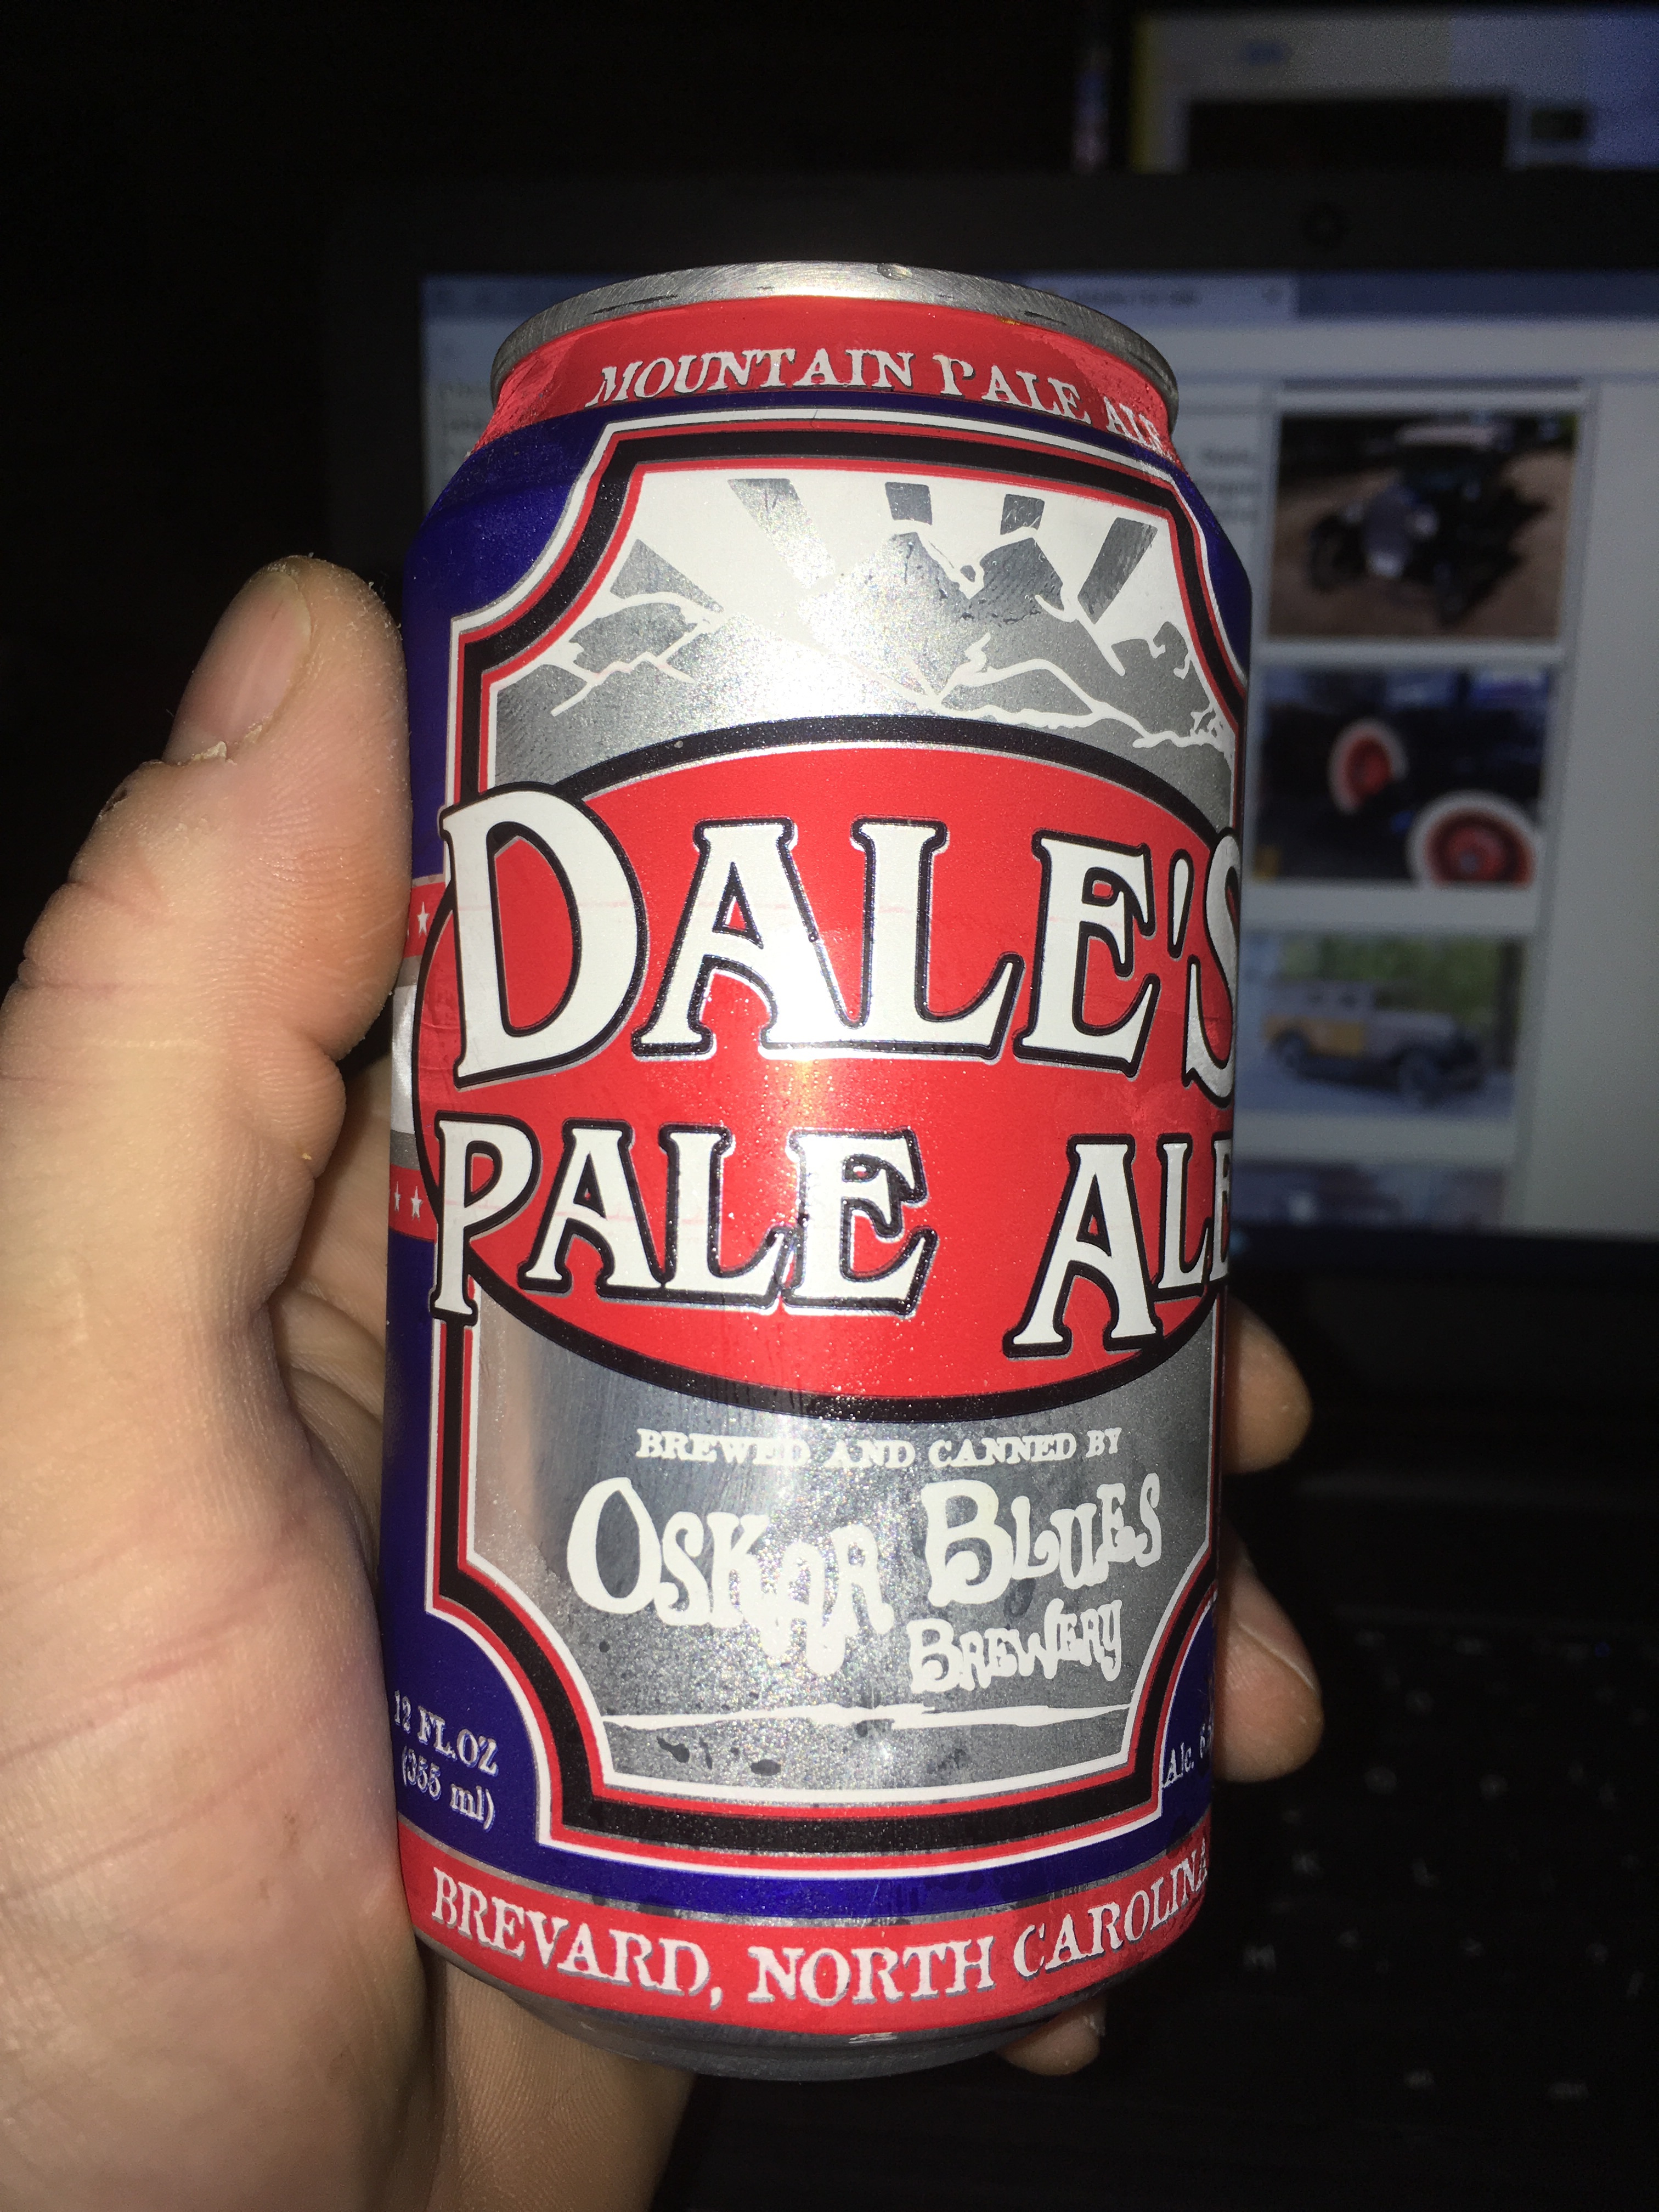 MOUNTAIN PALE ALE
DALE'S
PALE ALE
BREWED AND CANNED BY
OSKAR BLUES
BREWERY
12 FL.OZ
(355 ml)
Alc.
BREVARD, NORTH CAROLINA